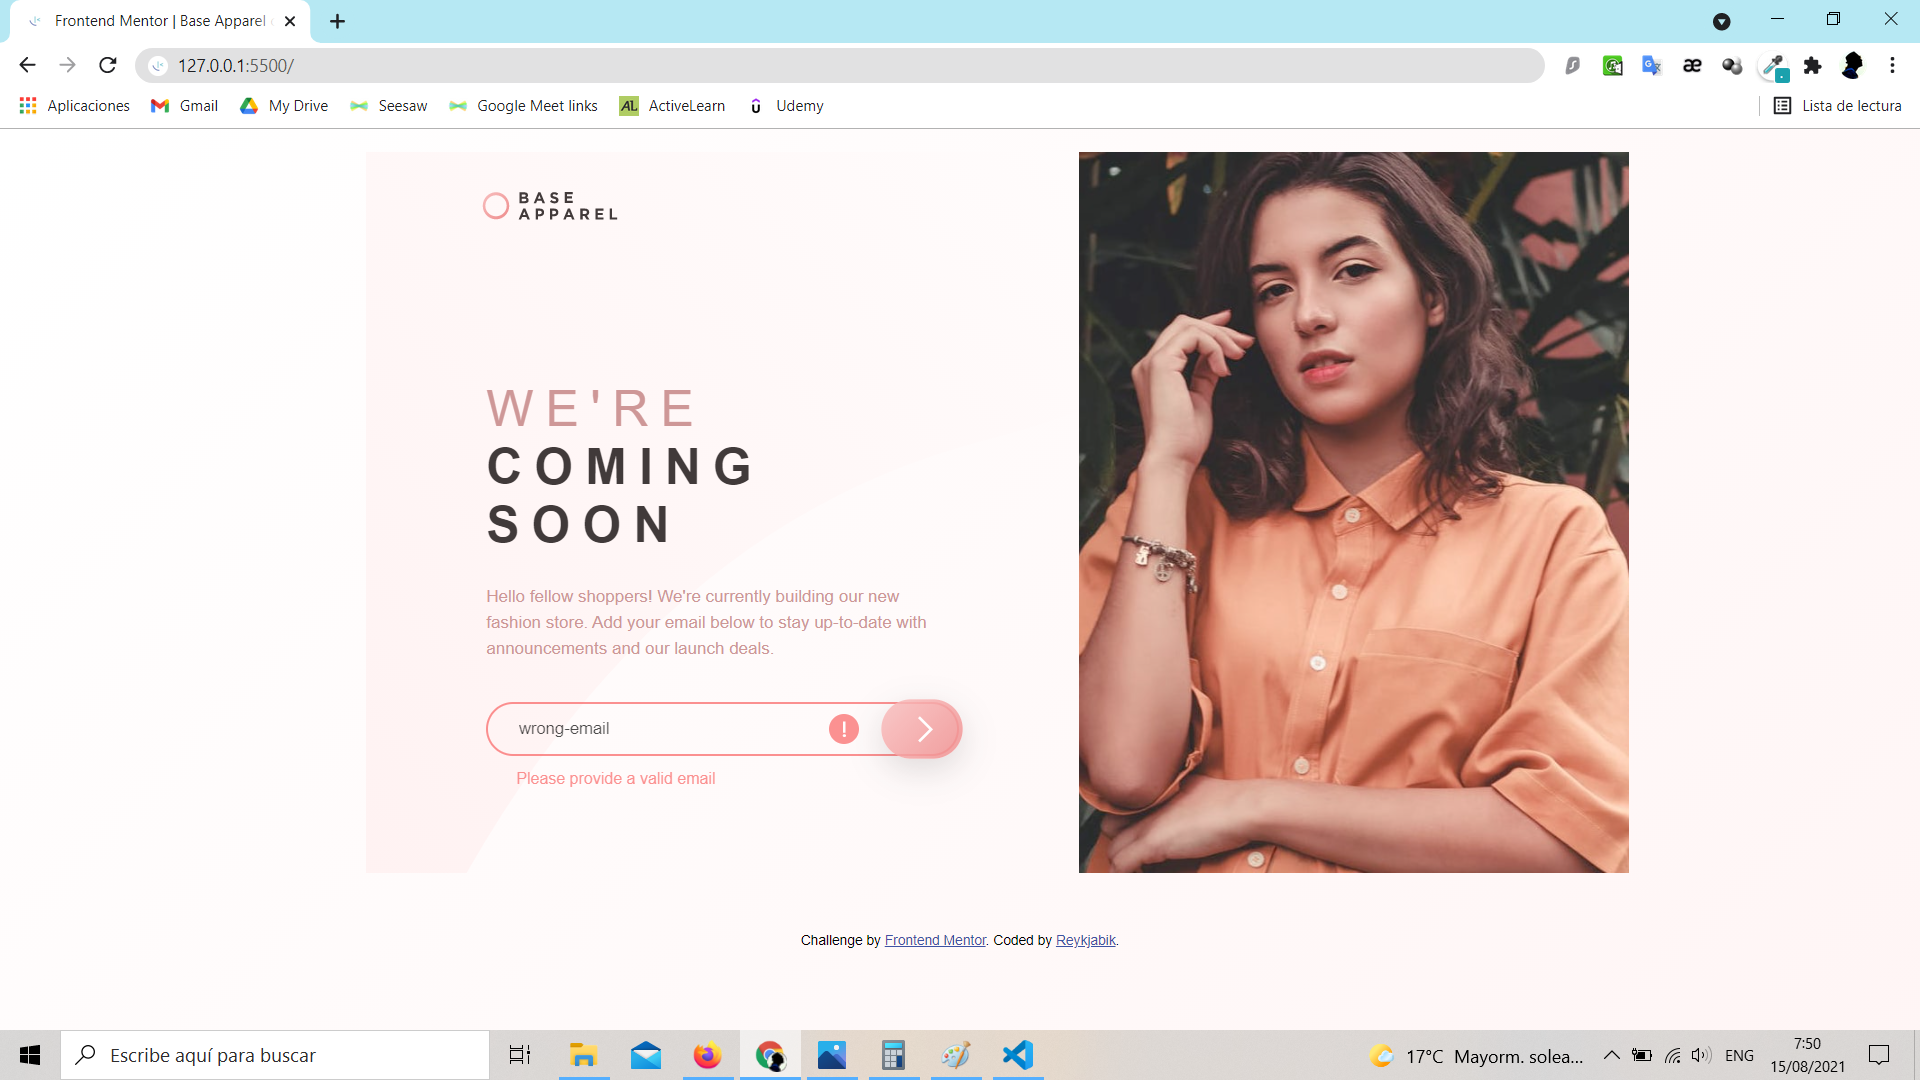 Frontend Mentor | Base Apparel
127.0.0.1:5500/
Aplicaciones
Gmail
My Drive
Seesaw
Google Meet links
AL
ActiveLearn
Udemy
Lista de lectura
BASE
APPAREL
WE'RE
COMING
SOON
Hello fellow shoppers! We're currently building our new
fashion store. Add your email below to stay up-to-date with
announcements and our launch deals.
wrong-email
!
Please provide a valid email
Challenge by Frontend Mentor. Coded by Reykjabik.
Escribe aquí para buscar
17°C Mayorm. solea...
ENG
7:50
15/08/2021